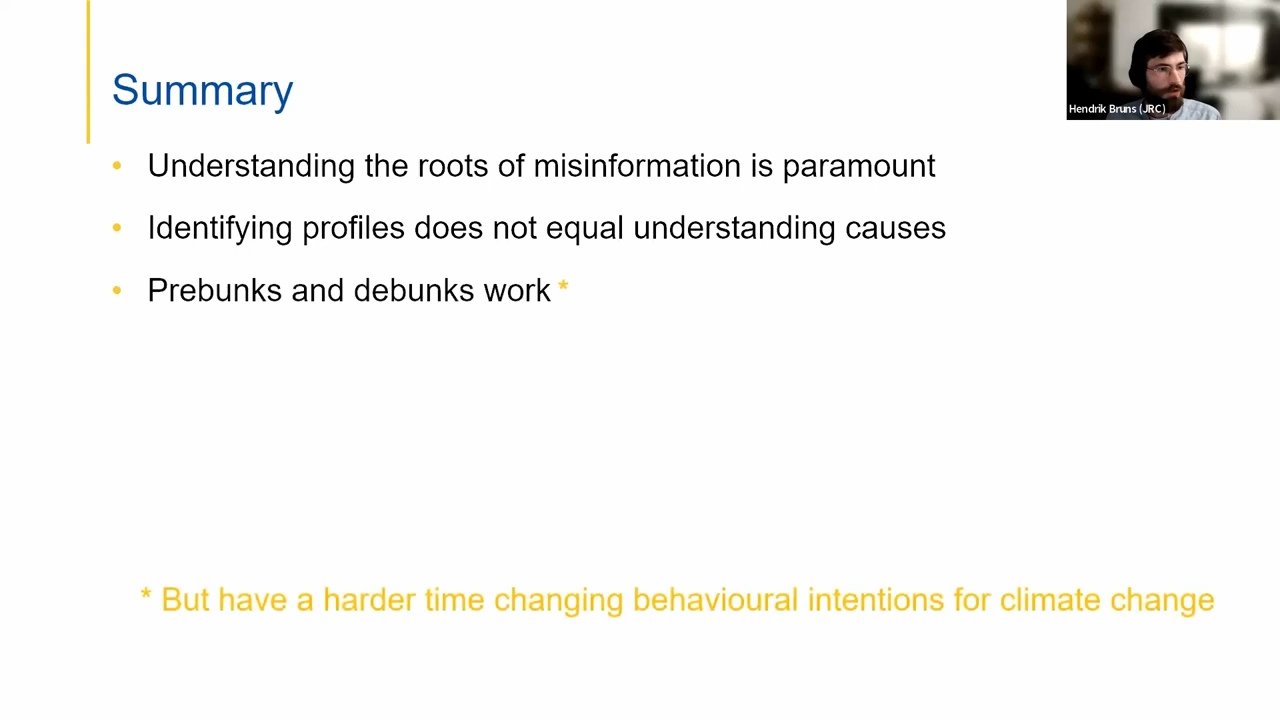 Summary
Hendrik Bruns (JRC)
• Understanding the roots of misinformation is paramount
• Identifying profiles does not equal understanding causes
• Prebunks and debunks work *
* But have a harder time changing behavioural intentions for climate change